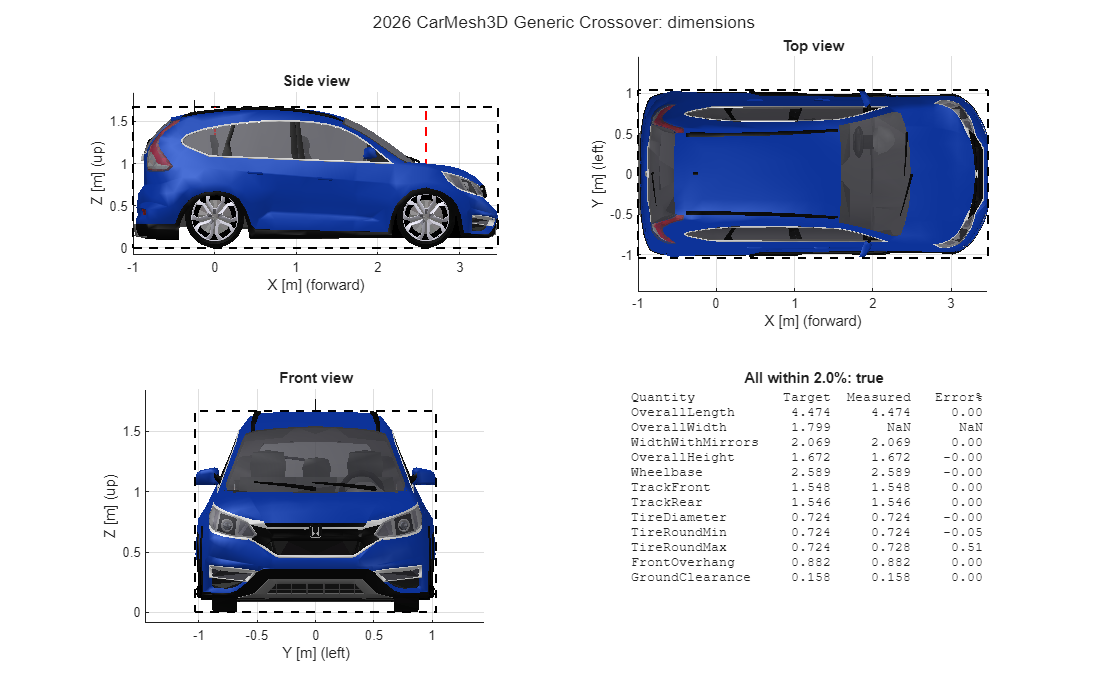 2026 CarMesh3D Generic Crossover: dimensions
Side view
1.5
1
0.5
0
Z [m] (up)
-1 0 1 2 3
X [m] (forward)
Top view
1
0.5
0
-0.5
-1
Y [m] (left)
-1 0 1 2 3
X [m] (forward)
Front view
1.5
1
0.5
0
Z [m] (up)
-1 -0.5 0 0.5 1
Y [m] (left)
All within 2.0%: true
Quantity Target Measured Error%
OverallLength 4.474 4.474 0.00
OverallWidth 1.799 NaN NaN
WidthWithMirrors 2.069 2.069 0.00
OverallHeight 1.672 1.672 -0.00
Wheelbase 2.589 2.589 -0.00
TrackFront 1.548 1.548 0.00
TrackRear 1.546 1.546 0.00
TireDiameter 0.724 0.724 -0.00
TireRoundMin 0.724 0.724 -0.05
TireRoundMax 0.724 0.728 0.51
FrontOverhang 0.882 0.882 0.00
GroundClearance 0.158 0.158 0.00